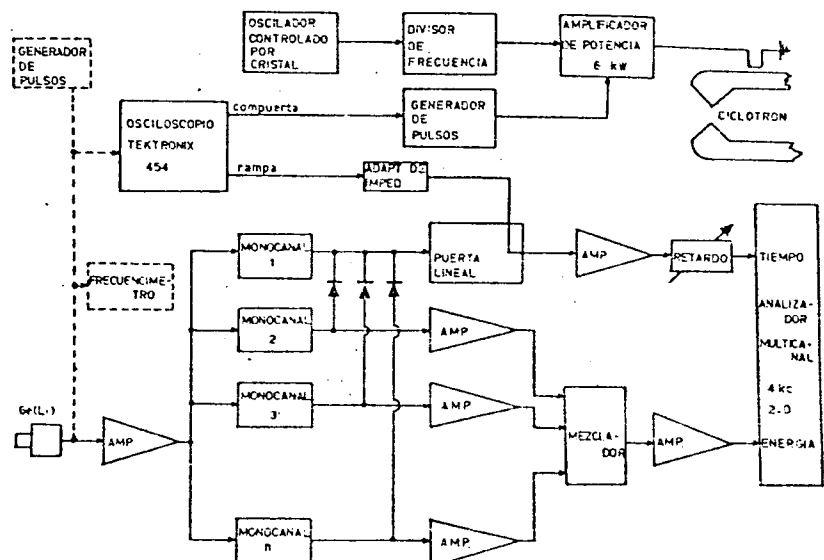 GENERADOR
DE
PULSOS
OSCILADOR
CONTROLADO
POR
CRISTAL
DIVISOR
DE
FRECUENCIA
AMPLIFICADOR
DE POTENCIA
6 kW
CICLOTRON
OSCILOSCOPIO
TEKTRONIX
454
compuerta
GENERADOR
DE
PULSOS
rampa
ADAPT DE
IMPED
FRECUENCIME-
TRO
MONOCANAL
1
PUERTA
LINEAL
AMP
RETARDO
TIEMPO
ANALIZA-
DOR
MULTICA-
NAL
4 kc
2.D
ENERGIA
MONOCANAL
2
AMP.
MONOCANAL
3
AMP.
MEZCLA-
DOR
AMP.
Ge(Li)
AMP
MONOCANAL
n
AMP.